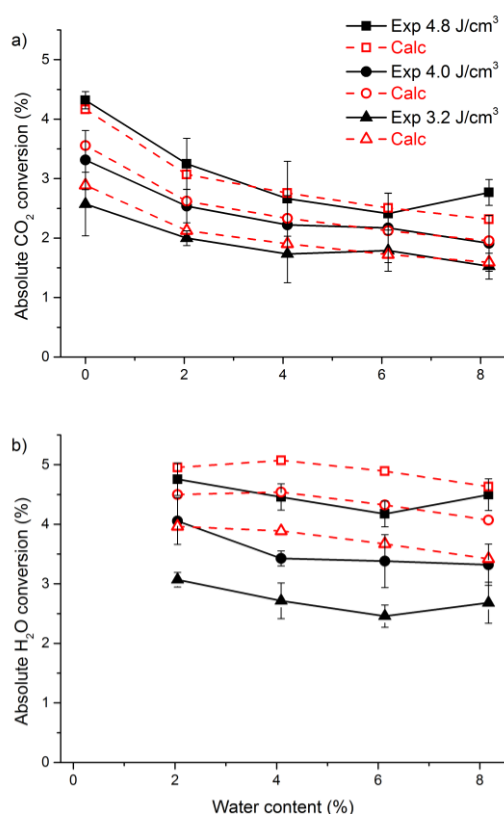 a)
Exp 4.8 J/cm³
Calc
Exp 4.0 J/cm³
Calc
Exp 3.2 J/cm³
Calc
Absolute CO₂ conversion (%)
5
4
3
2
1
0
0 2 4 6 8
b)
Absolute H₂O conversion (%)
5
4
3
2
1
0
0 2 4 6 8
Water content (%)